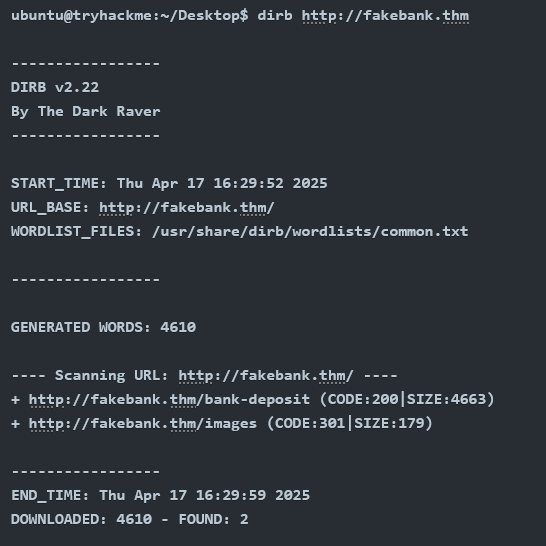 ubuntu@tryhackme:~/Desktop$ dirb http://fakebank.thm
-----------------
DIRB v2.22
By The Dark Raver
-----------------
START_TIME: Thu Apr 17 16:29:52 2025
URL_BASE: http://fakebank.thm/
WORDLIST_FILES: /usr/share/dirb/wordlists/common.txt
-----------------
GENERATED WORDS: 4610
---- Scanning URL: http://fakebank.thm/ ----
+ http://fakebank.thm/bank-deposit (CODE:200|SIZE:4663)
+ http://fakebank.thm/images (CODE:301|SIZE:179)
-----------------
END_TIME: Thu Apr 17 16:29:59 2025
DOWNLOADED: 4610 - FOUND: 2